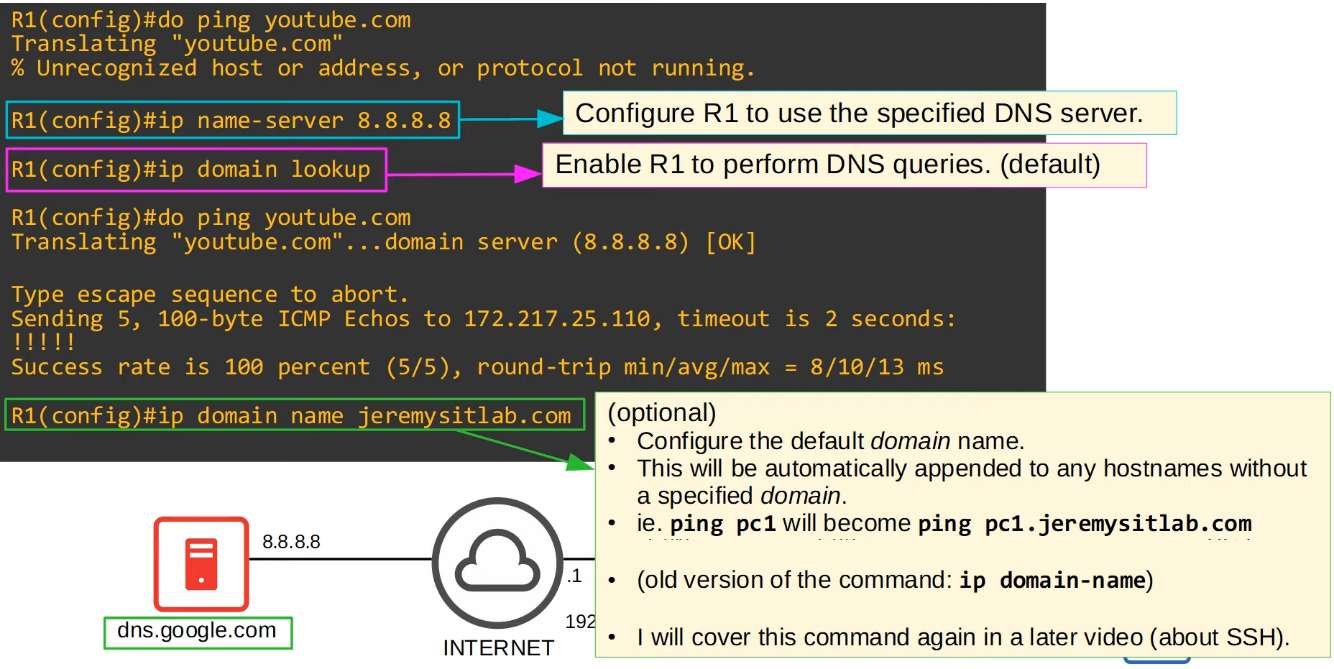 R1(config)#do ping youtube.com
Translating "youtube.com"
% Unrecognized host or address, or protocol not running.
R1(config)#ip name-server 8.8.8.8
Configure R1 to use the specified DNS server.
R1(config)#ip domain lookup
Enable R1 to perform DNS queries. (default)
R1(config)#do ping youtube.com
Translating "youtube.com"...domain server (8.8.8.8) [OK]
Type escape sequence to abort.
Sending 5, 100-byte ICMP Echos to 172.217.25.110, timeout is 2 seconds:
!!!!!
Success rate is 100 percent (5/5), round-trip min/avg/max = 8/10/13 ms
R1(config)#ip domain name jeremysitlab.com
(optional)
• Configure the default domain name.
• This will be automatically appended to any hostnames without
a specified domain.
• ie. ping pc1 will become ping pc1.jeremysitlab.com
• (old version of the command: ip domain-name)
• I will cover this command again in a later video (about SSH).
8.8.8.8
dns.google.com
INTERNET
.1
192